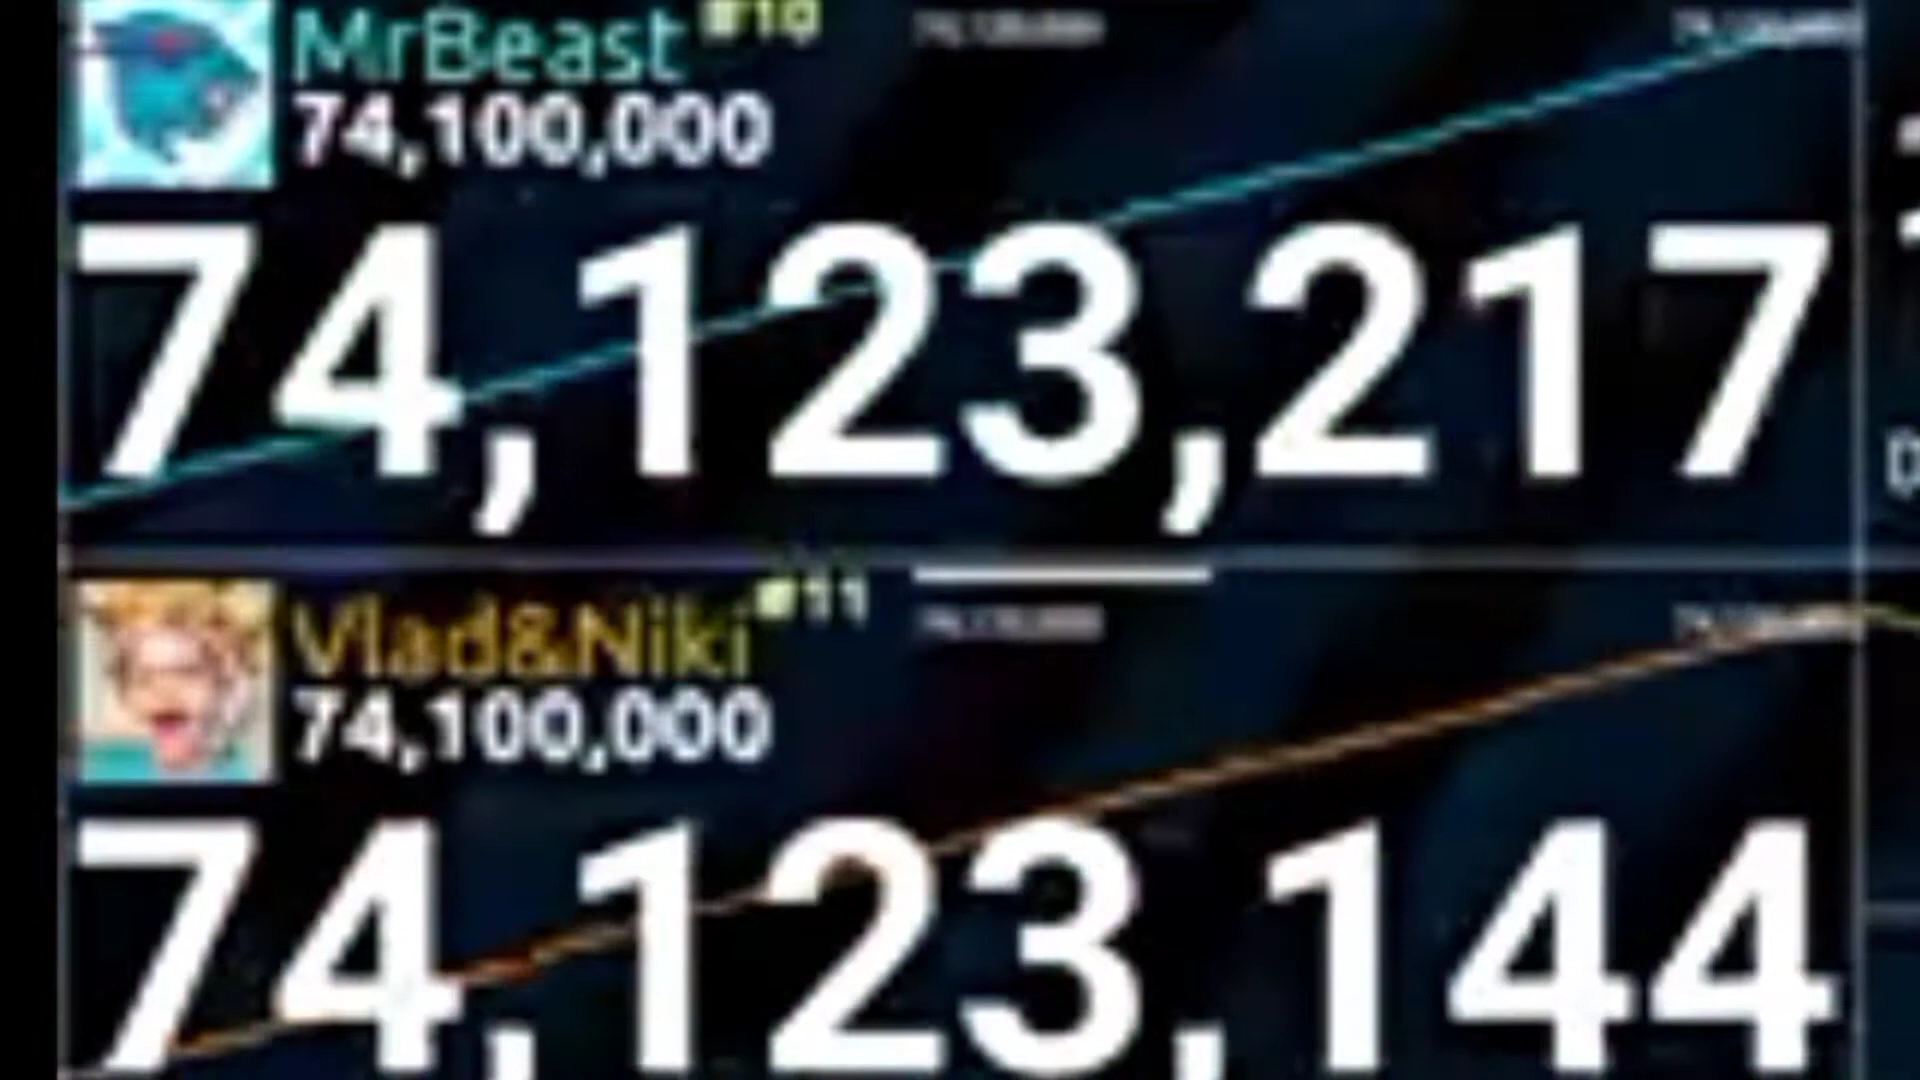 MrBeast #10
74,100,000
74,123,217
Vlad&Niki #11
74,100,000
74,123,144